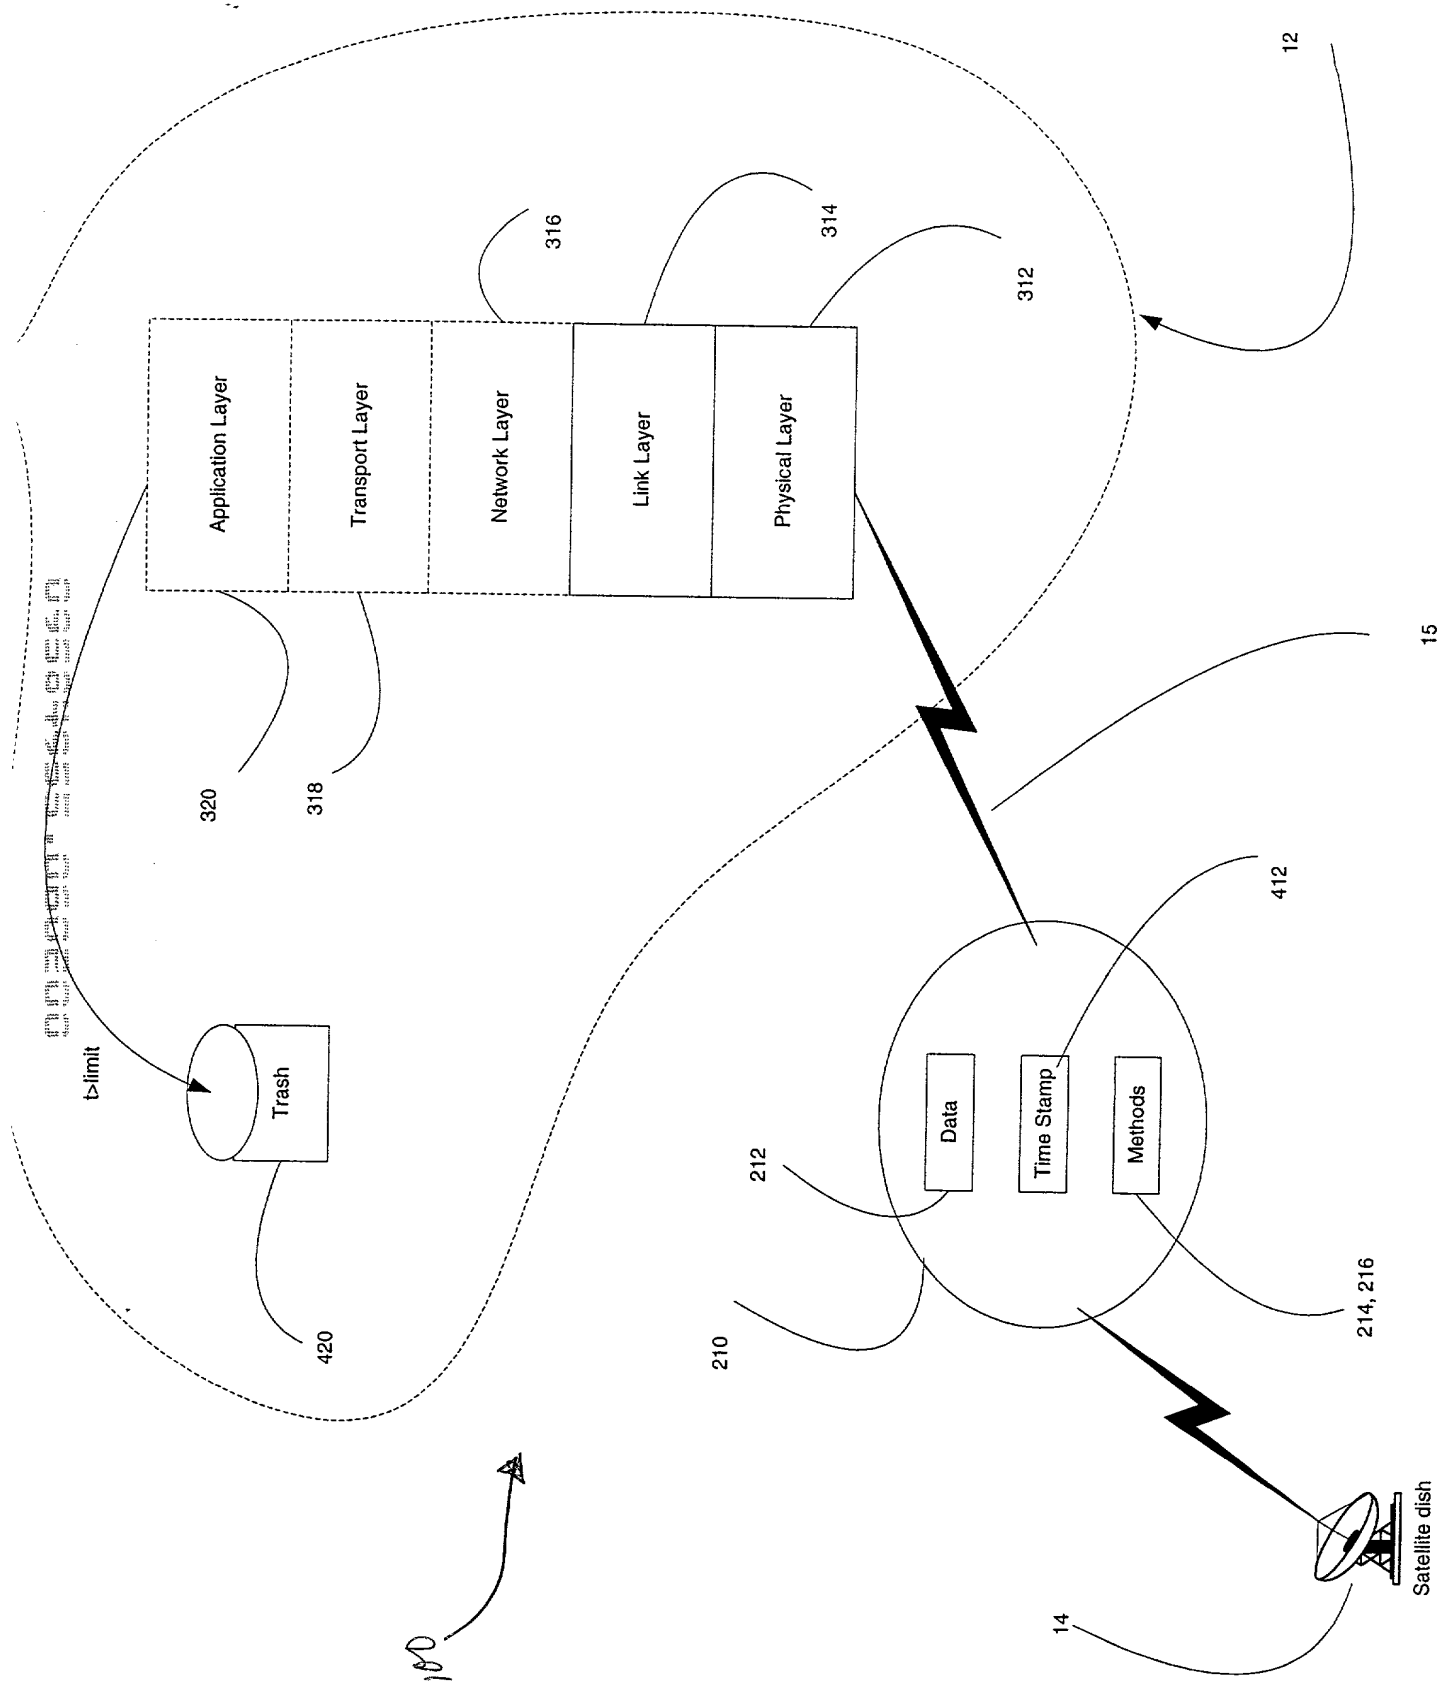 t>limit
320
Application Layer
Trash
318
420
Transport Layer
Network Layer
316
Link Layer
210
212
Physical Layer
314
Data
312
Time Stamp
14
Methods
412
12
214, 216
Satellite dish
15